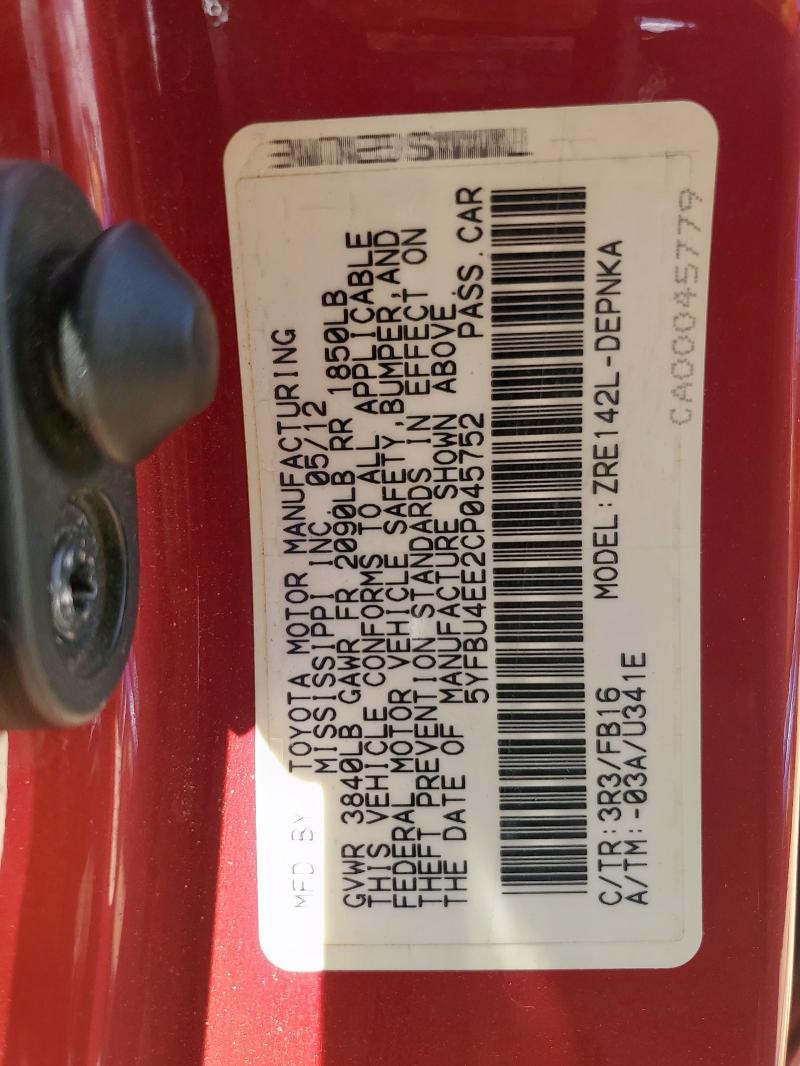 MFD BY TOYOTA MOTOR MANUFACTURING
MISSISSIPPI INC. 05/12
GVWR 3840LB GAWR FR 2090LB RR 1850LB
THIS VEHICLE CONFORMS TO ALL APPLICABLE
FEDERAL MOTOR VEHICLE SAFETY,BUMPER,AND
THEFT PREVENTION STANDARDS IN EFFECT ON
THE DATE OF MANUFACTURE SHOWN ABOVE.
5YFBU4EE2CP045752 PASS.CAR
C/TR:3R3/FB16 MODEL:ZRE142L-DEPNKA
A/TM:-03A/U341E
CA00045779